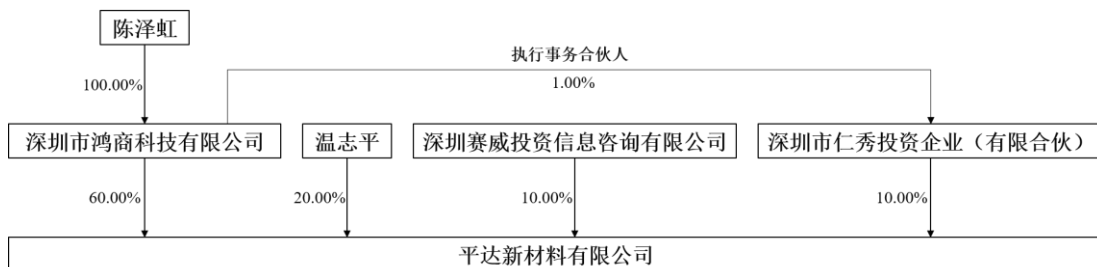 陈泽虹
执行事务合伙人
100.00%
1.00%
深圳市鸿商科技有限公司
温志平
深圳赛威投资信息咨询有限公司
深圳市仁秀投资企业（有限合伙）
60.00%
20.00%
10.00%
10.00%
平达新材料有限公司